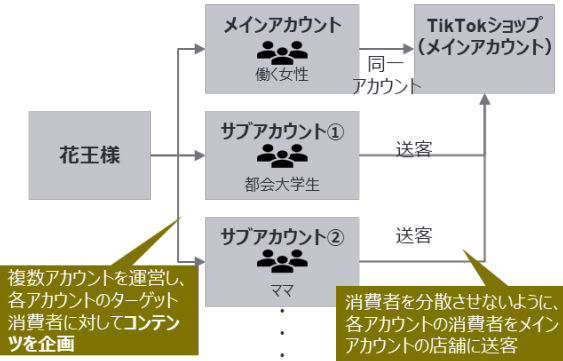 メインアカウント
働く女性
同一
アカウント
TikTokショップ
(メインアカウント)
花王様
サブアカウント①
都会大学生
送客
サブアカウント②
ママ
送客
複数アカウントを運営し、
各アカウントのターゲット
消費者に対してコンテン
ツを企画
消費者を分散させないように、
各アカウントの消費者をメイン
アカウントの店舗に送客